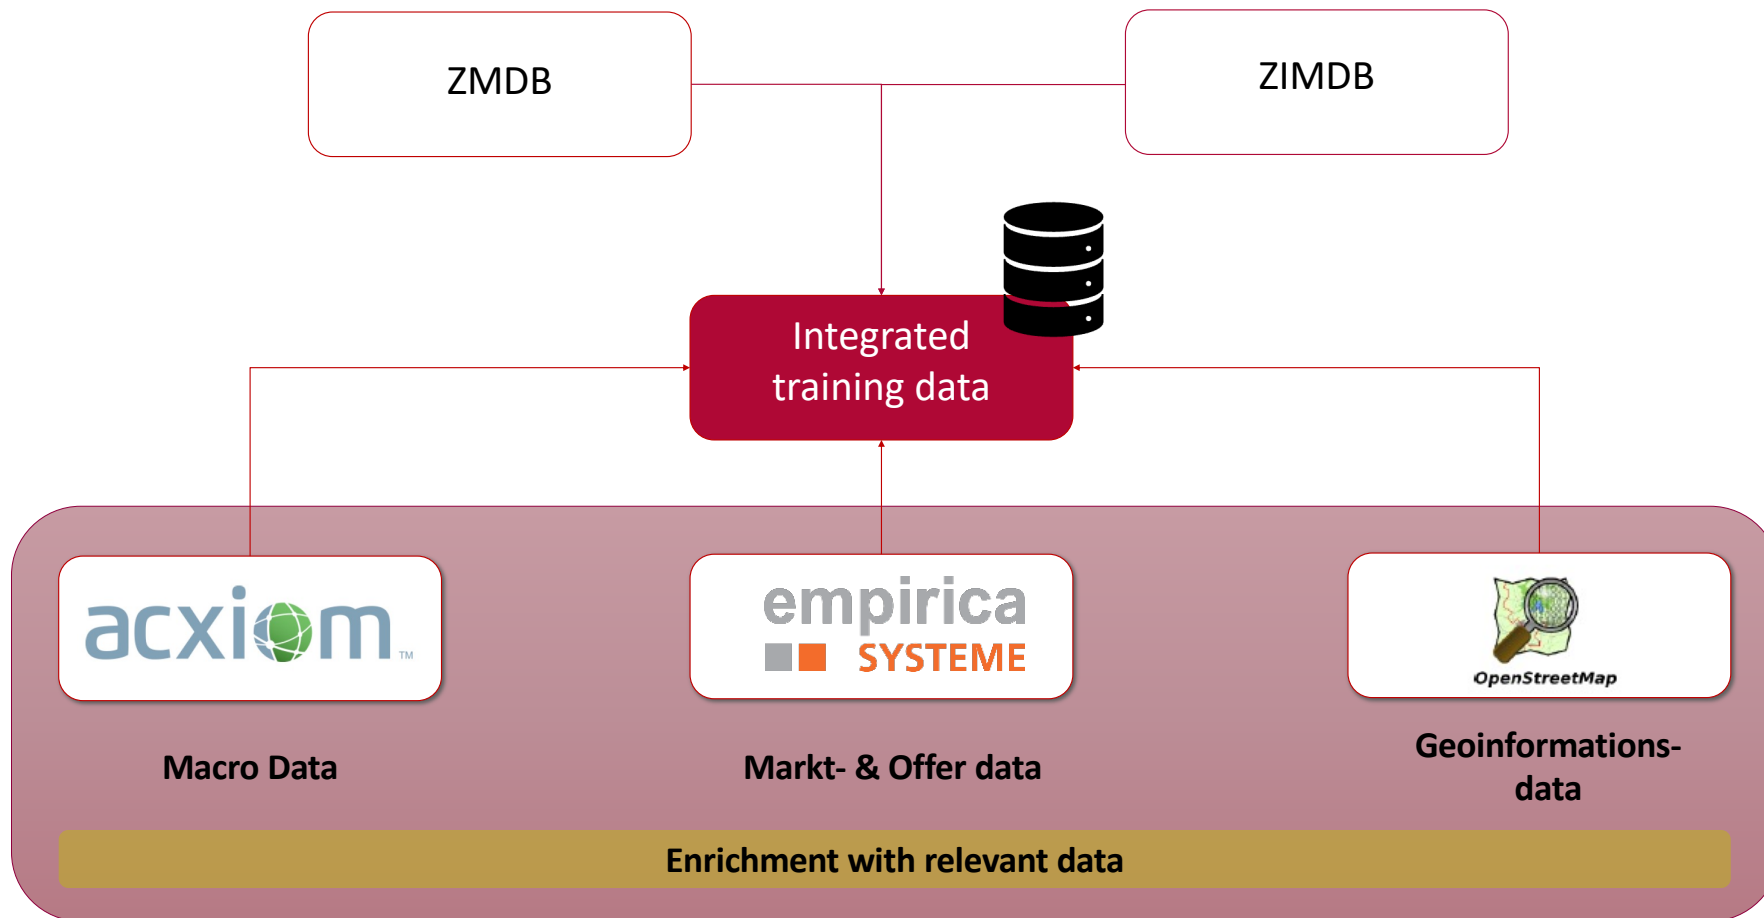 ZMDB
ZIMDB
Integrated
training data
acxiom™
empirica
SYSTEME
OpenStreetMap
Macro Data
Markt- & Offer data
Geoinformations-
data
Enrichment with relevant data